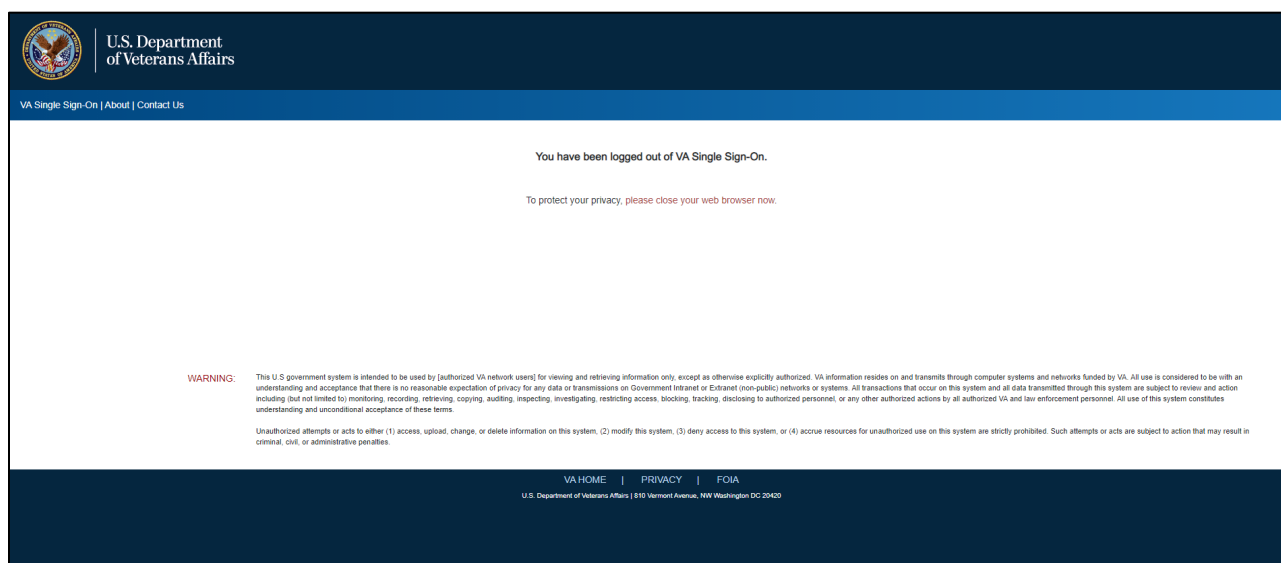 U.S. Department
of Veterans Affairs
VA Single Sign-On | About | Contact Us
You have been logged out of VA Single Sign-On.
To protect your privacy, please close your web browser now.
WARNING:
This U.S government system is intended to be used by [authorized VA network users] for viewing and retrieving information only, except as otherwise explicitly authorized. VA information resides on and transmits through computer systems and networks funded by VA. All use is considered to be with an
understanding and acceptance that there is no reasonable expectation of privacy for any data or transmissions on Government Intranet or Extranet (non-public) networks or systems. All transactions that occur on this system and all data transmitted through this system are subject to review and action
including (but not limited to) monitoring, recording, retrieving, copying, auditing, inspecting, investigating, restricting access, blocking, tracking, disclosing to authorized personnel, or any other authorized actions by all authorized VA and law enforcement personnel. All use of this system constitutes
understanding and unconditional acceptance of these terms.
Unauthorized attempts or acts to either (1) access, upload, change, or delete information on this system, (2) modify this system, (3) deny access to this system, or (4) accrue resources for unauthorized use on this system are strictly prohibited. Such attempts or acts are subject to action that may result in
criminal, civil, or administrative penalties.
VA HOME | PRIVACY | FOIA
U.S. Department of Veterans Affairs | 810 Vermont Avenue, NW Washington DC 20420